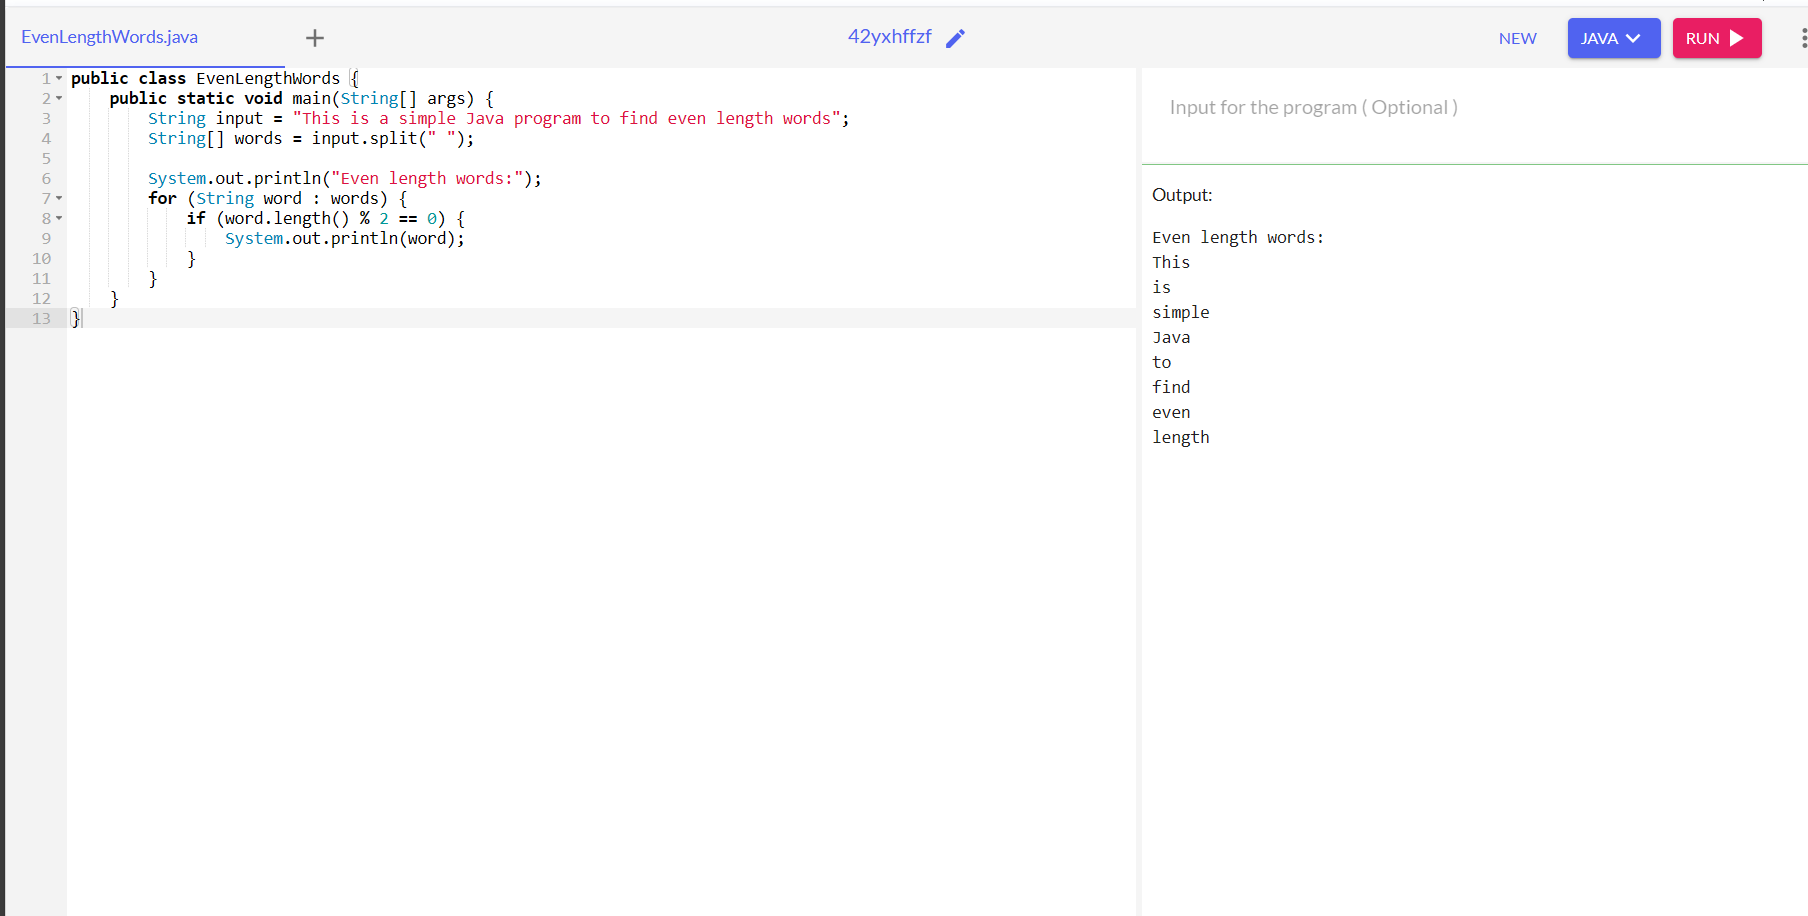 EvenLengthWords.java + 42yxhffzf NEW JAVA RUN
1 public class EvenLengthWords {
2     public static void main(String[] args) {
3         String input = "This is a simple Java program to find even length words";
4         String[] words = input.split(" ");
5
6         System.out.println("Even length words:");
7         for (String word : words) {
8             if (word.length() % 2 == 0) {
9                 System.out.println(word);
10             }
11         }
12     }
13 }
Input for the program ( Optional )
Output:
Even length words:
This
is
simple
Java
to
find
even
length